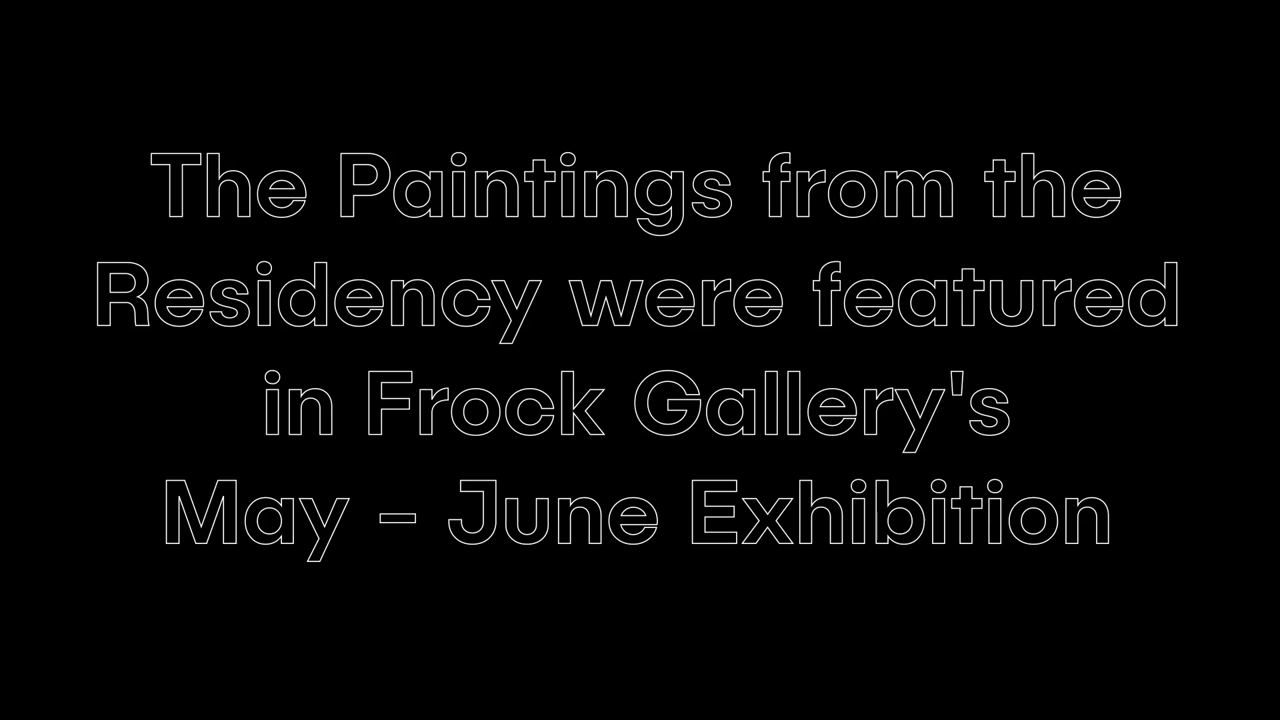 The Paintings from the
Residency were featured
in Frock Gallery's
May - June Exhibition